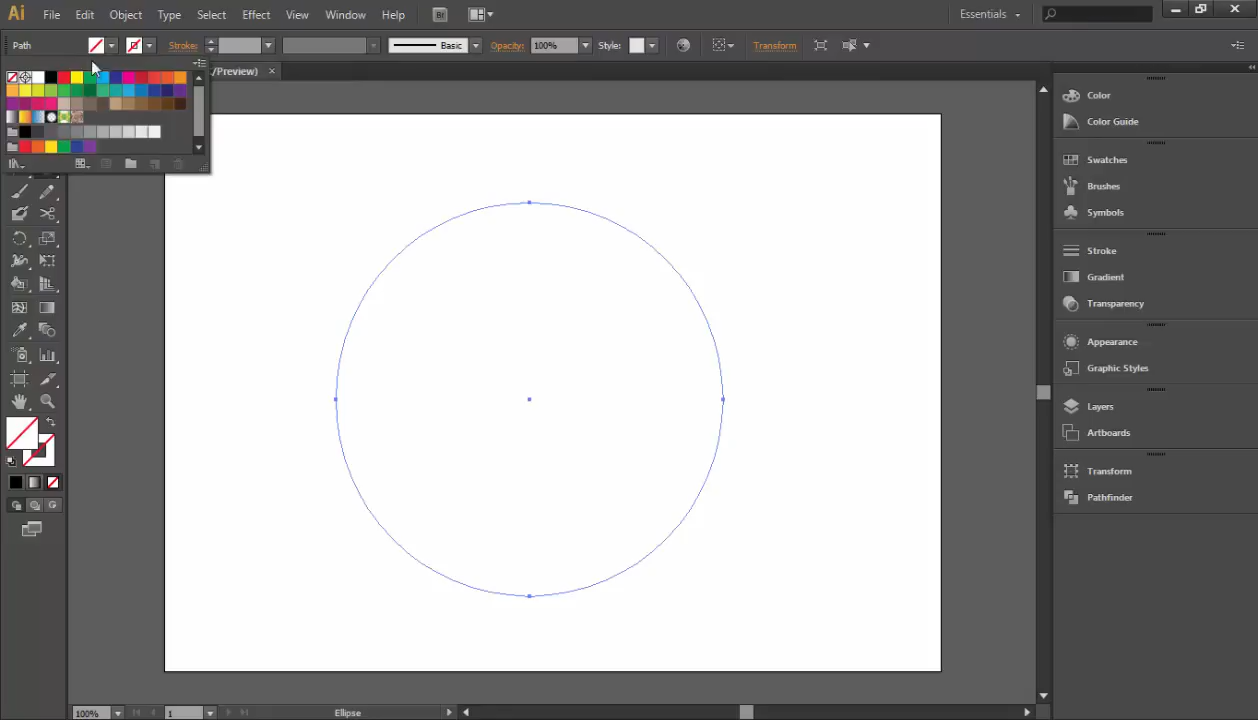 Ai File Edit Object Type Select Effect View Window Help Br Essentials
Path Stroke: Basic Opacity: 100% Style: Transform
/Preview) ×
Color
Color Guide
Swatches
Brushes
Symbols
Stroke
Gradient
Transparency
Appearance
Graphic Styles
Layers
Artboards
Transform
Pathfinder
100% 1 Ellipse